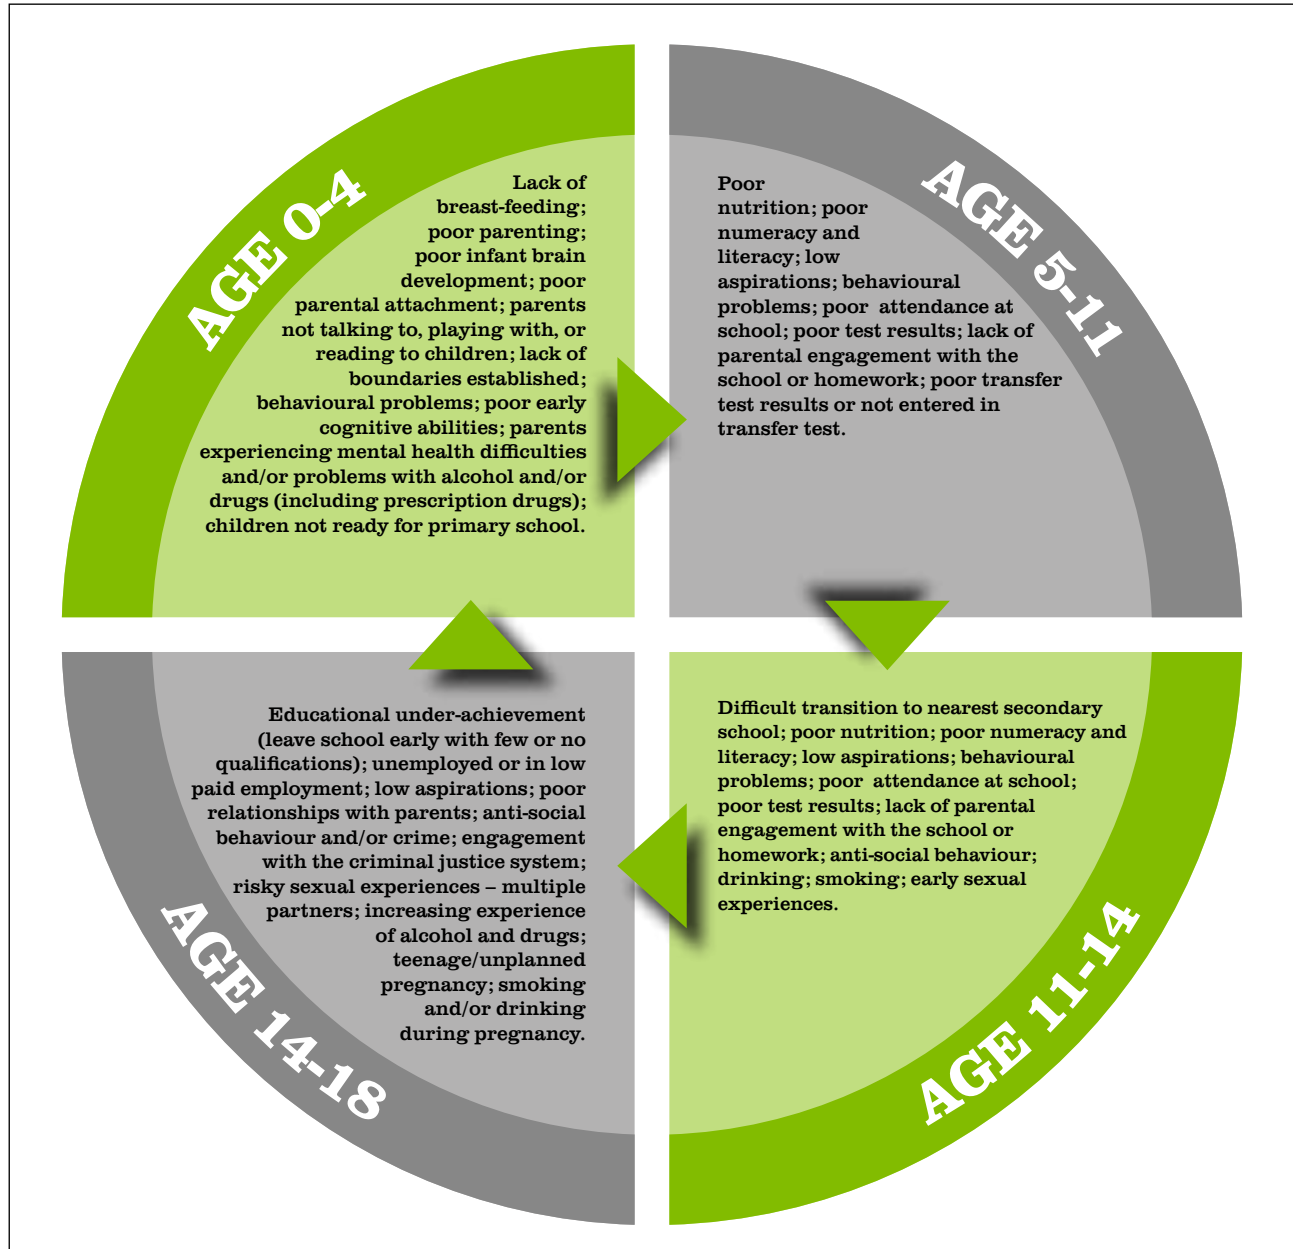 AGE 0-4
Lack of
breast-feeding;
poor parenting;
poor infant brain
development; poor
parental attachment; parents
not talking to, playing with, or
reading to children; lack of
boundaries established;
behavioural problems; poor early
cognitive abilities; parents
experiencing mental health difficulties
and/or problems with alcohol and/or
drugs (including prescription drugs);
children not ready for primary school.
AGE 5-11
Poor
nutrition; poor
numeracy and
literacy; low
aspirations; behavioural
problems; poor  attendance at
school; poor test results; lack of
parental engagement with the
school or homework; poor transfer
test results or not entered in
transfer test.
AGE 11-14
Difficult transition to nearest secondary
school; poor nutrition; poor numeracy and
literacy; low aspirations; behavioural
problems; poor  attendance at school;
poor test results; lack of parental
engagement with the school or
homework; anti-social behaviour;
drinking; smoking; early sexual
experiences.
AGE 14-18
Educational under-achievement
(leave school early with few or no
qualifications); unemployed or in low
paid employment; low aspirations; poor
relationships with parents; anti-social
behaviour and/or crime; engagement
with the criminal justice system;
risky sexual experiences – multiple
partners; increasing experience
of alcohol and drugs;
teenage/unplanned
pregnancy; smoking
and/or drinking
during pregnancy.